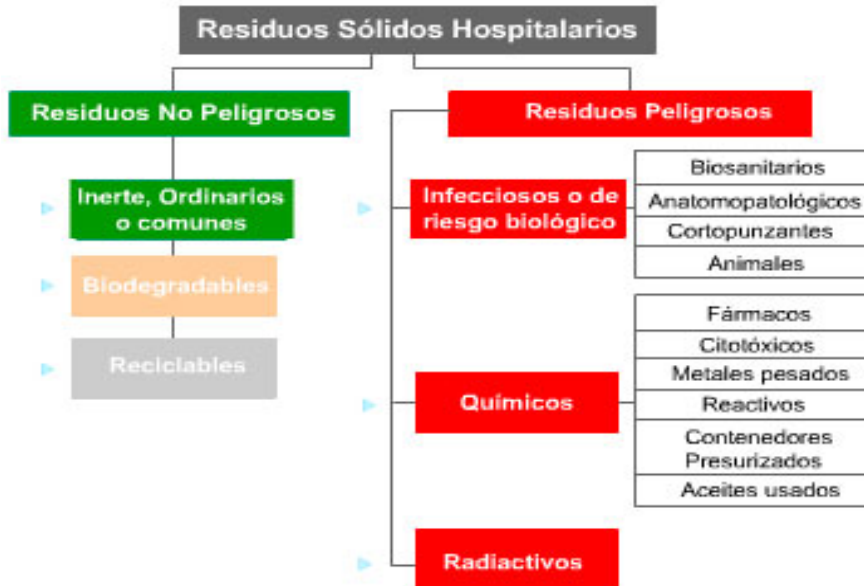 Residuos Sólidos Hospitalarios
Residuos No Peligrosos
Inerte, Ordinarios
o comunes
Biodegradables
Reciclables
Residuos Peligrosos
Infecciosos o de
riesgo biológico
Biosanitarios
Anatomopatológicos
Cortopunzantes
Animales
Químicos
Fármacos
Citotóxicos
Metales pesados
Reactivos
Contenedores
Presurizados
Aceites usados
Radiactivos